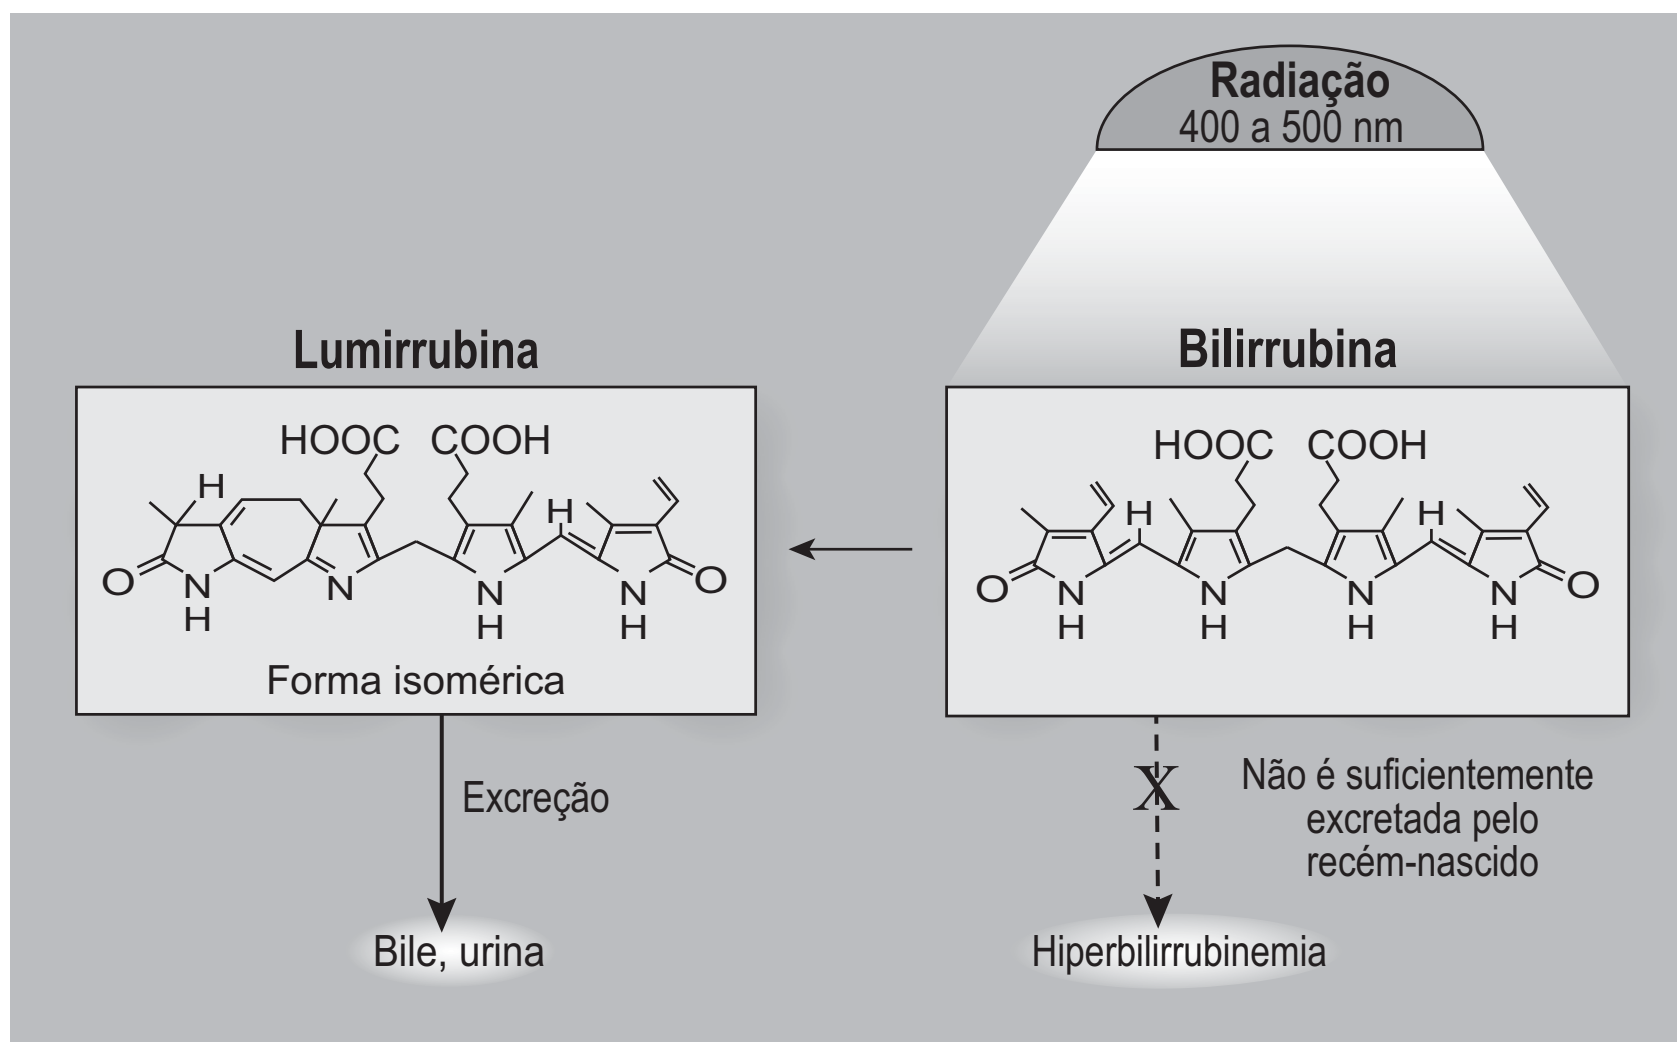 Radiação
400 a 500 nm
Lumirrubina
Bilirrubina
HOOC COOH
H
H
O
N
H
N
N
H
N
H
O
Forma isomérica
HOOC COOH
H
H
O
N
H
N
H
N
H
N
H
O
Excreção
X
Não é suficientemente
excretada pelo
recém-nascido
Bile, urina
Hiperbilirrubinemia